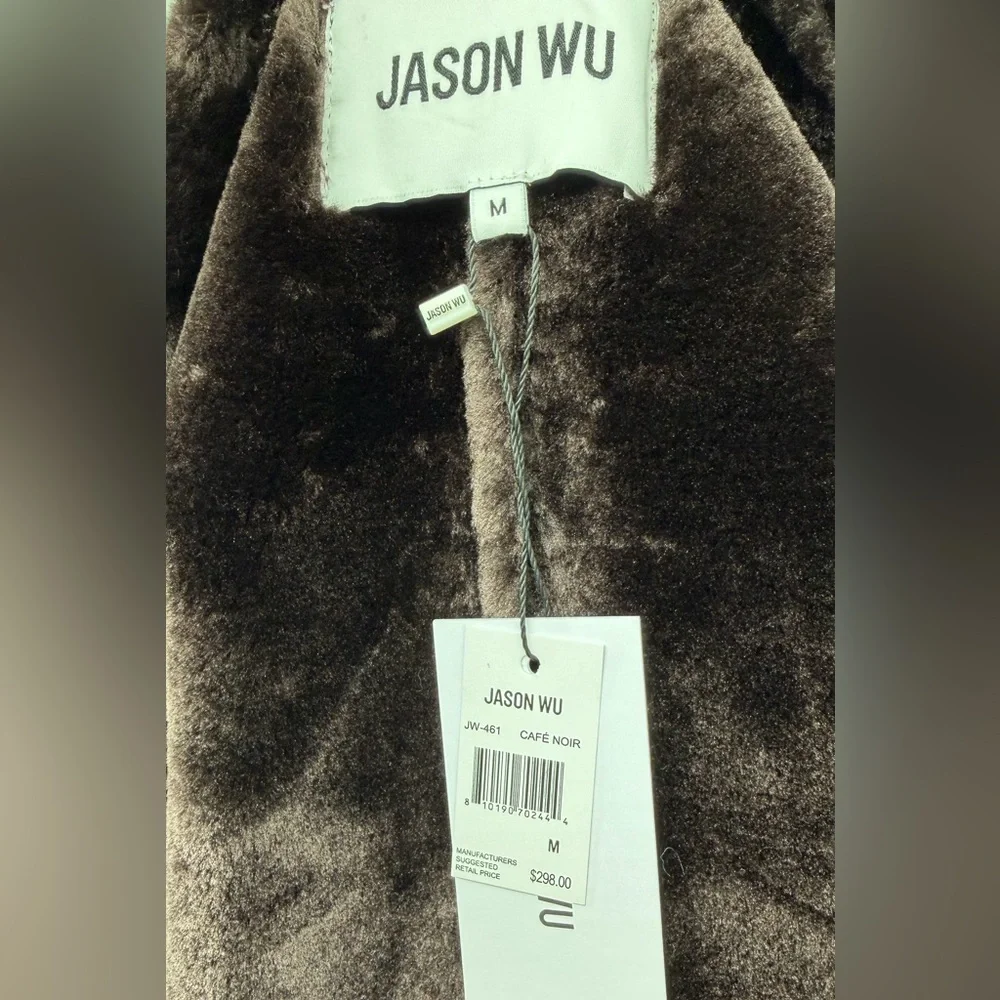 JASON WU
M
JASON WU
JASON WU
JW-461 CAFÉ NOIR
8 10190 70244 4
M
MANUFACTURERS
SUGGESTED
RETAIL PRICE
$298.00
WU